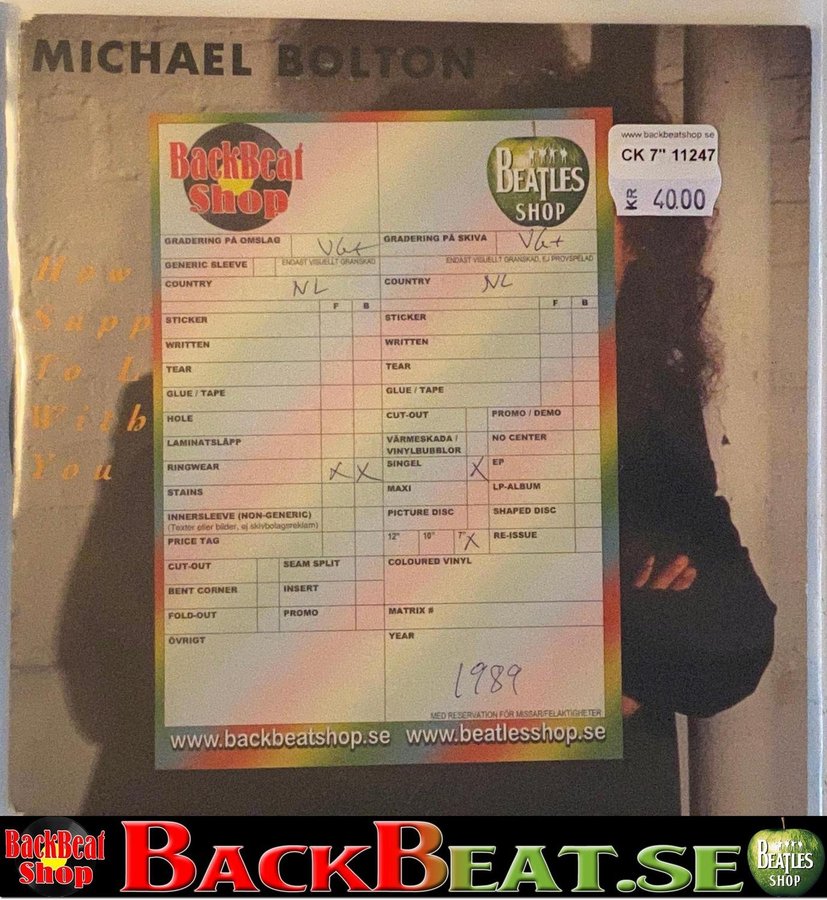 MICHAEL BOLTON
How
Supp
To L
With
You
BackBeat
Shop
BEATLES
SHOP
www.backbeatshop.se
CK 7" 11247
KR 40.00
GRADERING PÅ OMSLAG VG+
GENERIC SLEEVE ENDAST VISUELLT GRANSKAD
COUNTRY NL
F B
STICKER
WRITTEN
TEAR
GLUE / TAPE
HOLE
LAMINATSLÄPP
RINGWEAR X X
STAINS
INNERSLEEVE (NON-GENERIC)
(Texter eller bilder, ej skivbolagsreklam)
PRICE TAG
CUT-OUT SEAM SPLIT
BENT CORNER INSERT
FOLD-OUT PROMO
ÖVRIGT
GRADERING PÅ SKIVA VG+
ENDAST VISUELLT GRANSKAD, EJ PROVSPELAD
COUNTRY NL
F B
STICKER
WRITTEN
TEAR
GLUE / TAPE
CUT-OUT PROMO / DEMO
VÄRMESKADA / NO CENTER
VINYLBUBBLOR
SINGEL X EP
MAXI LP-ALBUM
PICTURE DISC SHAPED DISC
12" 10" 7" X RE-ISSUE
COLOURED VINYL
MATRIX #
YEAR
1989
MED RESERVATION FÖR MISSAR/FELAKTIGHETER
www.backbeatshop.se www.beatlesshop.se
BackBeat
Shop
BACKBEAT.SE
BEATLES
SHOP